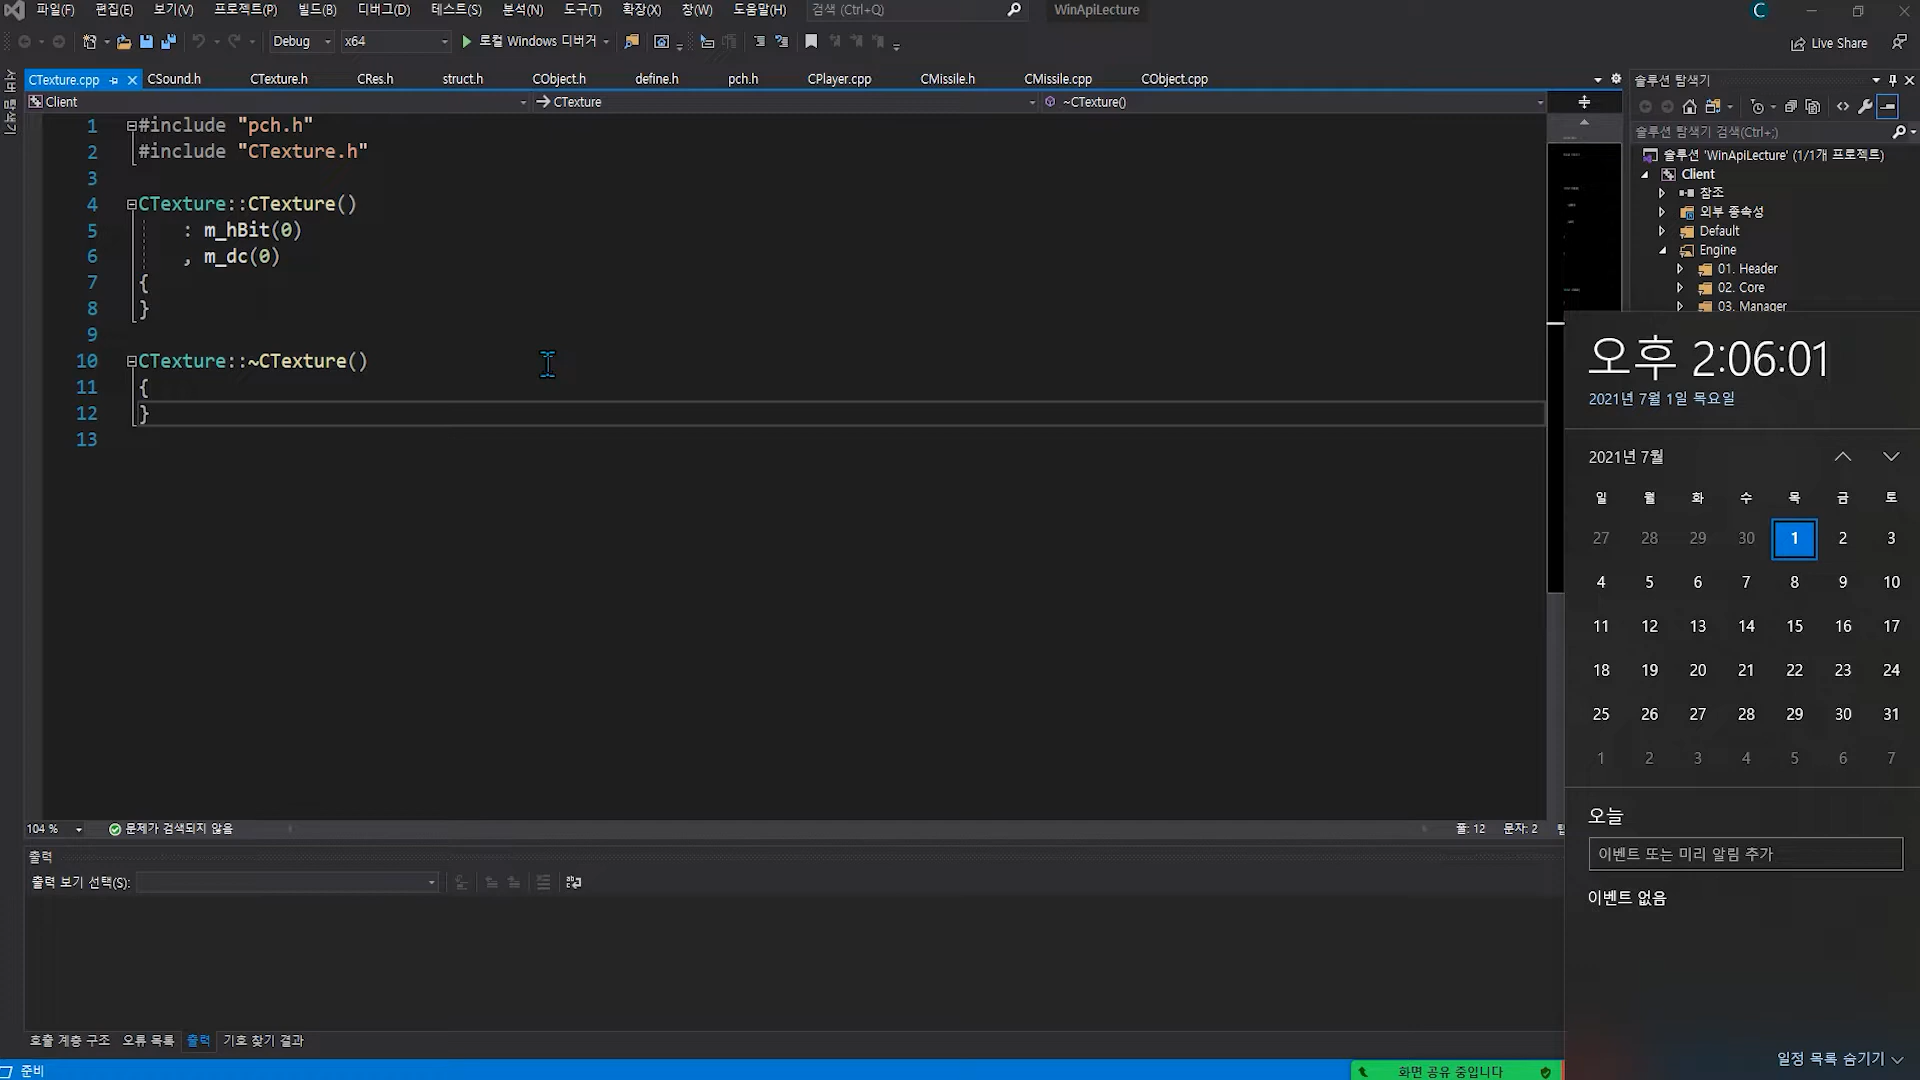 파일(F) 편집(E) 보기(V) 프로젝트(P) 빌드(B) 디버그(D) 테스트(S) 분석(N) 도구(T) 확장(X) 창(W) 도움말(H) 검색 (Ctrl+Q) WinApiLecture C
Debug x64 로컬 Windows 디버거 Live Share
서버 탐색기
CTexture.cpp CSound.h CTexture.h CRes.h struct.h CObject.h define.h pch.h CPlayer.cpp CMissile.h CMissile.cpp CObject.cpp
Client CTexture ~CTexture()
1 #include "pch.h"
2 #include "CTexture.h"
3
4 CTexture::CTexture()
5 : m_hBit(0)
6 , m_dc(0)
7 {
8 }
9
10 CTexture::~CTexture()
11 {
12 }
13
104 % 문제가 검색되지 않음 줄: 12 문자: 2
출력
출력 보기 선택(S):
호출 계층 구조 오류 목록 출력 기호 찾기 결과
준비 화면 공유 중입니다
솔루션 탐색기
솔루션 탐색기 검색(Ctrl+;)
솔루션 'WinApiLecture' (1/1개 프로젝트)
Client
참조
외부 종속성
Default
Engine
01. Header
02. Core
03. Manager
오후 2:06:01
2021년 7월 1일 목요일
2021년 7월
일 월 화 수 목 금 토
27 28 29 30 1 2 3
4 5 6 7 8 9 10
11 12 13 14 15 16 17
18 19 20 21 22 23 24
25 26 27 28 29 30 31
1 2 3 4 5 6 7
오늘
이벤트 또는 미리 알림 추가
이벤트 없음
일정 목록 숨기기